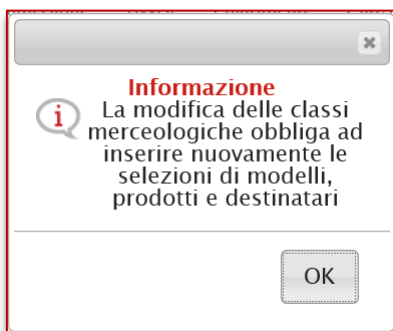 Informazione
La modifica delle classi
merceologiche obbliga ad
inserire nuovamente le
selezioni di modelli,
prodotti e destinatari
OK